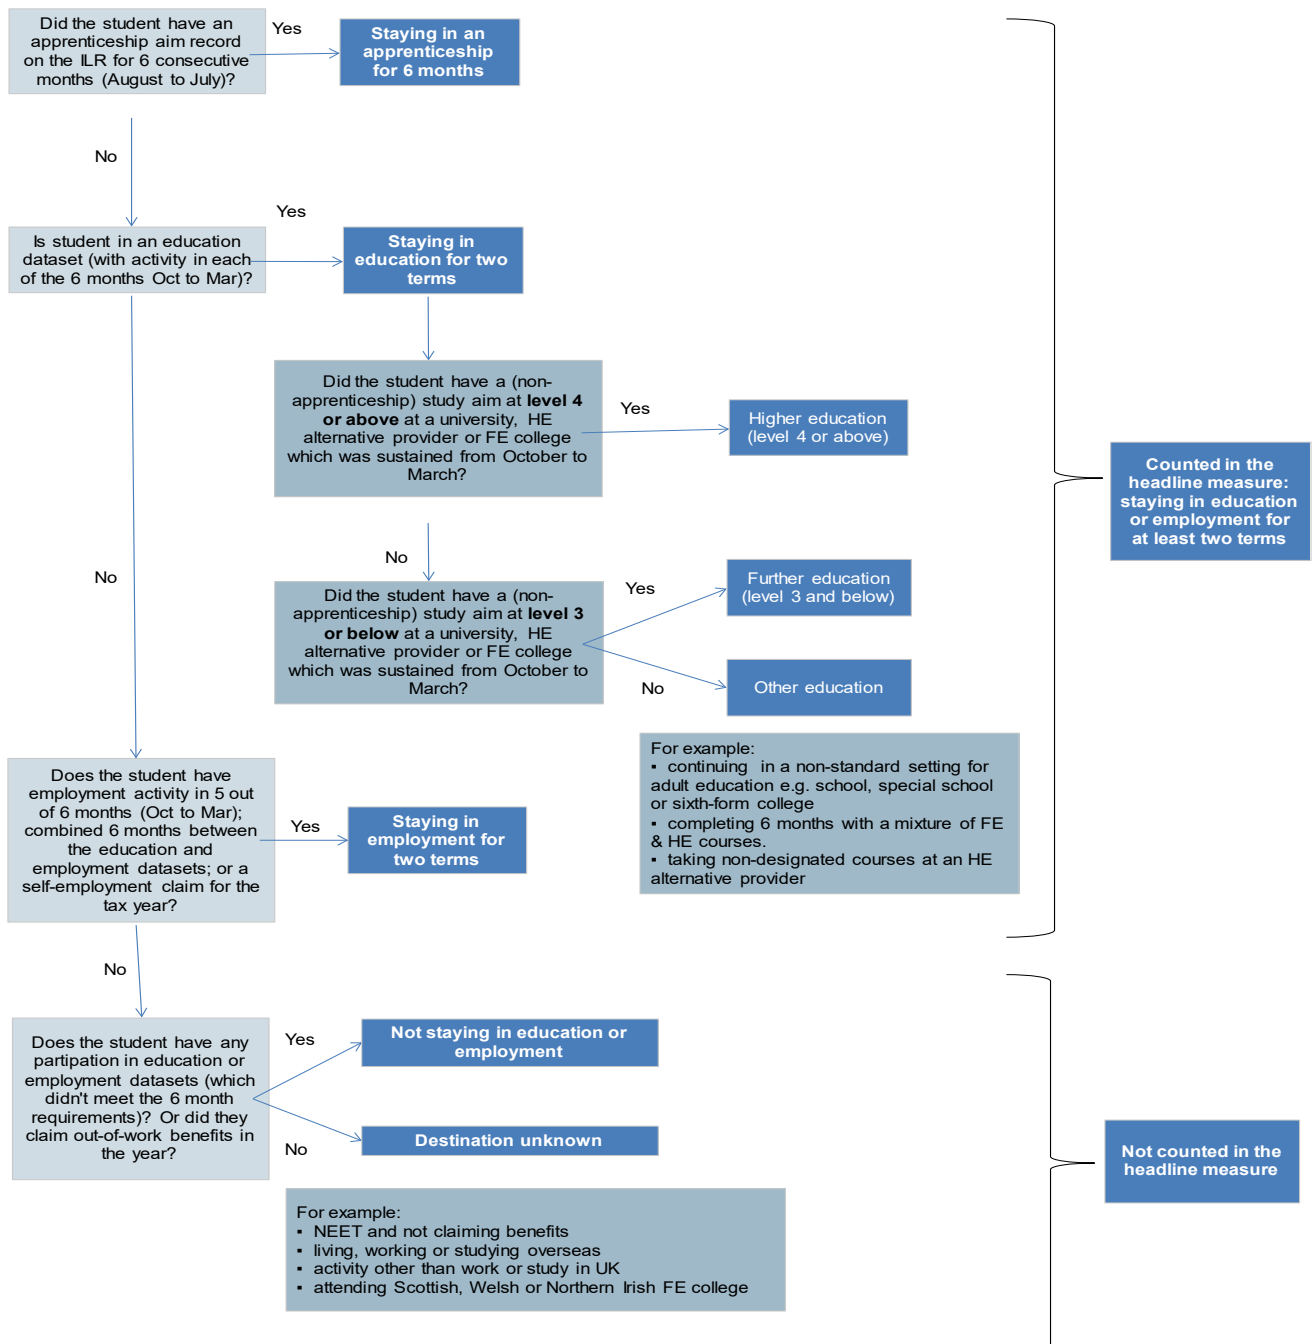 Did the student have an
apprenticeship aim record
on the ILR for 6 consecutive
months (August to July)?
Yes
Staying in an
apprenticeship
for 6 months
No
Is student in an education
dataset (with activity in each
of the 6 months Oct to Mar)?
Yes
Staying in
education for two
terms
Did the student have a (non-
apprenticeship) study aim at level 4
or above at a university, HE
alternative provider or FE college
which was sustained from October to
March?
Yes
Higher education
(level 4 or above)
Counted in the
headline measure:
staying in education
or employment for
at least two terms
No
No
Did the student have a (non-
apprenticeship) study aim at level 3
or below at a university, HE
alternative provider or FE college
which was sustained from October to
March?
Yes
Further education
(level 3 and below)
No
Other education
For example:
▪ continuing in a non-standard setting for
adult education e.g. school, special school
or sixth-form college
▪ completing 6 months with a mixture of FE
& HE courses.
▪ taking non-designated courses at an HE
alternative provider
Does the student have
employment activity in 5 out
of 6 months (Oct to Mar);
combined 6 months between
the education and
employment datasets; or a
self-employment claim for the
tax year?
Yes
Staying in
employment for
two terms
No
Does the student have any
partipation in education or
employment datasets (which
didn't meet the 6 month
requirements)? Or did they
claim out-of-work benefits in
the year?
Yes
Not staying in education or
employment
No
Destination unknown
Not counted in the
headline measure
For example:
▪ NEET and not claiming benefits
▪ living, working or studying overseas
▪ activity other than work or study in UK
▪ attending Scottish, Welsh or Northern Irish FE college